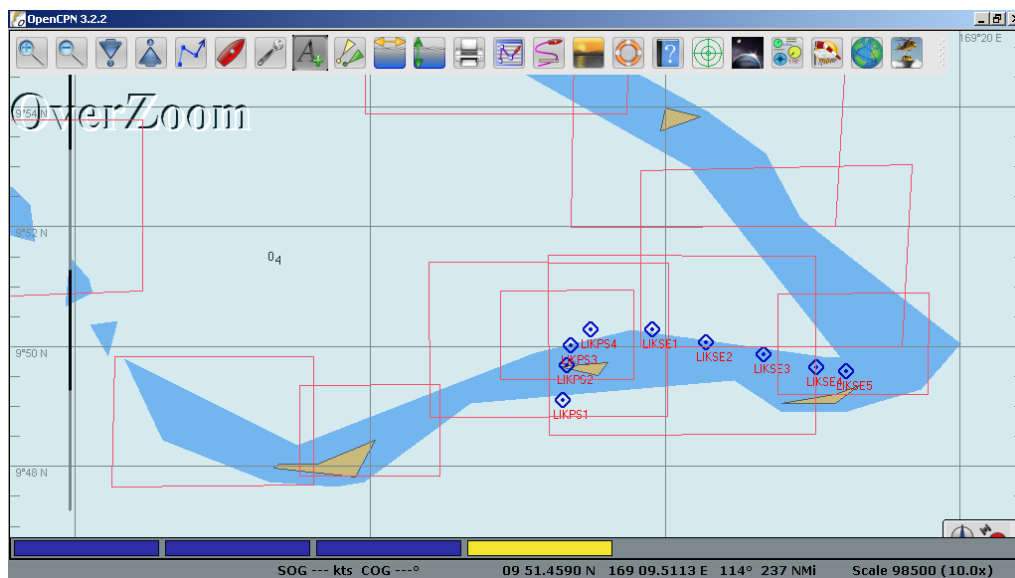 OpenCPN 3.2.2
169°20 E
OverZoom
9°54 N
9°52 N
0 4
9°50 N
LIKPS4
LIKSE1
LIKSE2
LIKPS3
LIKSE3
LIKPS2
LIKSE4
LIKSE5
LIKPS1
9°48 N
SOG --- kts COG ---° 09 51.4590 N 169 09.5113 E 114° 237 NMi Scale 98500 (10.0x)